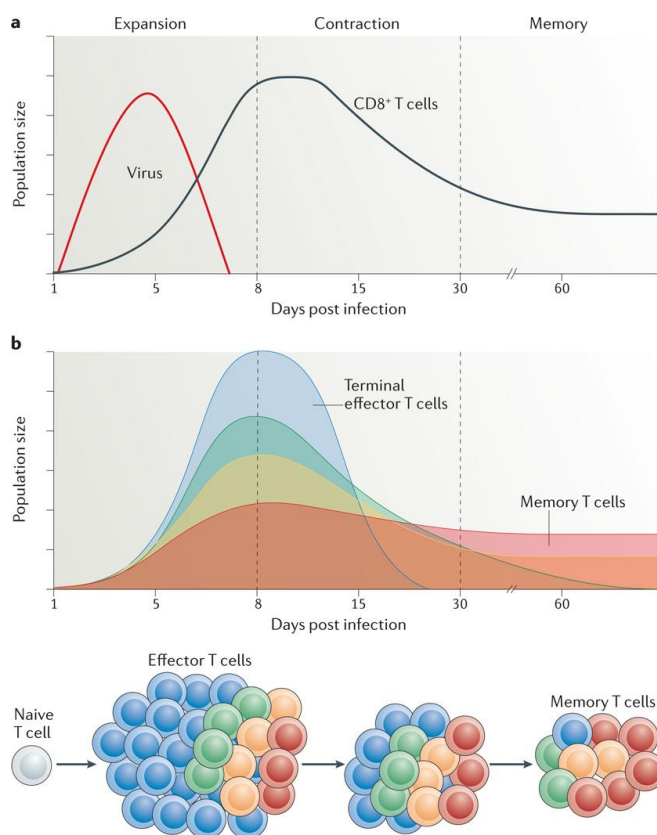 a
Expansion Contraction Memory
Population size
Virus
CD8+ T cells
1 5 8 15 30 60
Days post infection
b
Population size
Terminal
effector T cells
Memory T cells
1 5 8 15 30 60
Days post infection
Effector T cells
Naive
T cell
Memory T cells